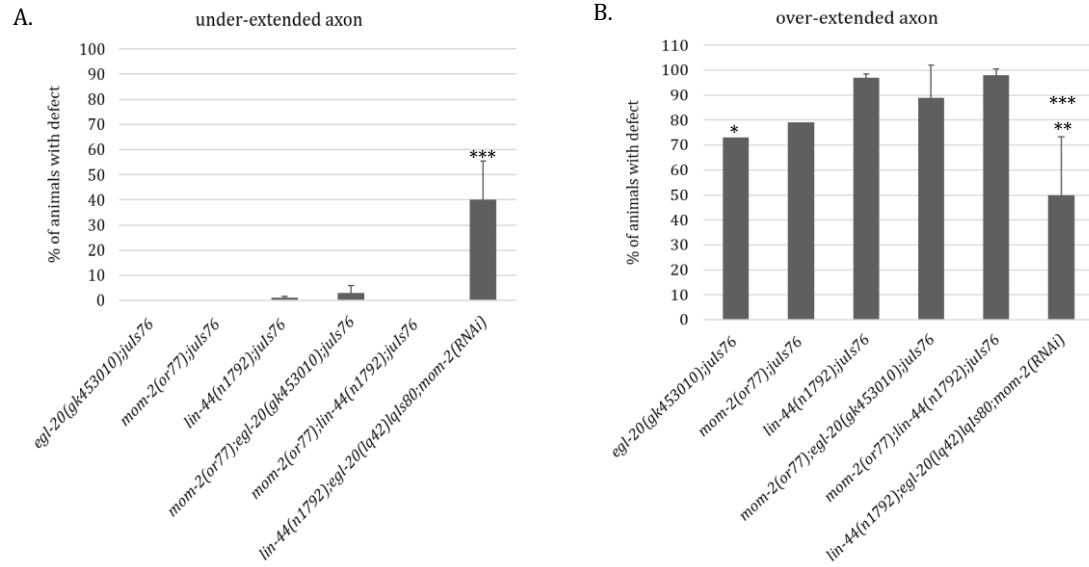 A.
under-extended axon
% of animals with defect
100
90
80
70
60
50
40
30
20
10
0
***
egl-20(gk453010);juIs76
mom-2(or77);juIs76
lin-44(n1792);juIs76
mom-2(or77);egl-20(gk453010);juIs76
mom-2(or77);lin-44(n1792);juIs76
lin-44(n1792);egl-20(lq42)lqIs80;mom-2(RNAi)
B.
over-extended axon
% of animals with defect
110
100
90
80
70
60
50
40
30
20
10
0
*
***
**
egl-20(gk453010);juIs76
mom-2(or77);juIs76
lin-44(n1792);juIs76
mom-2(or77);egl-20(gk453010);juIs76
mom-2(or77);lin-44(n1792);juIs76
lin-44(n1792);egl-20(lq42)lqIs80;mom-2(RNAi)